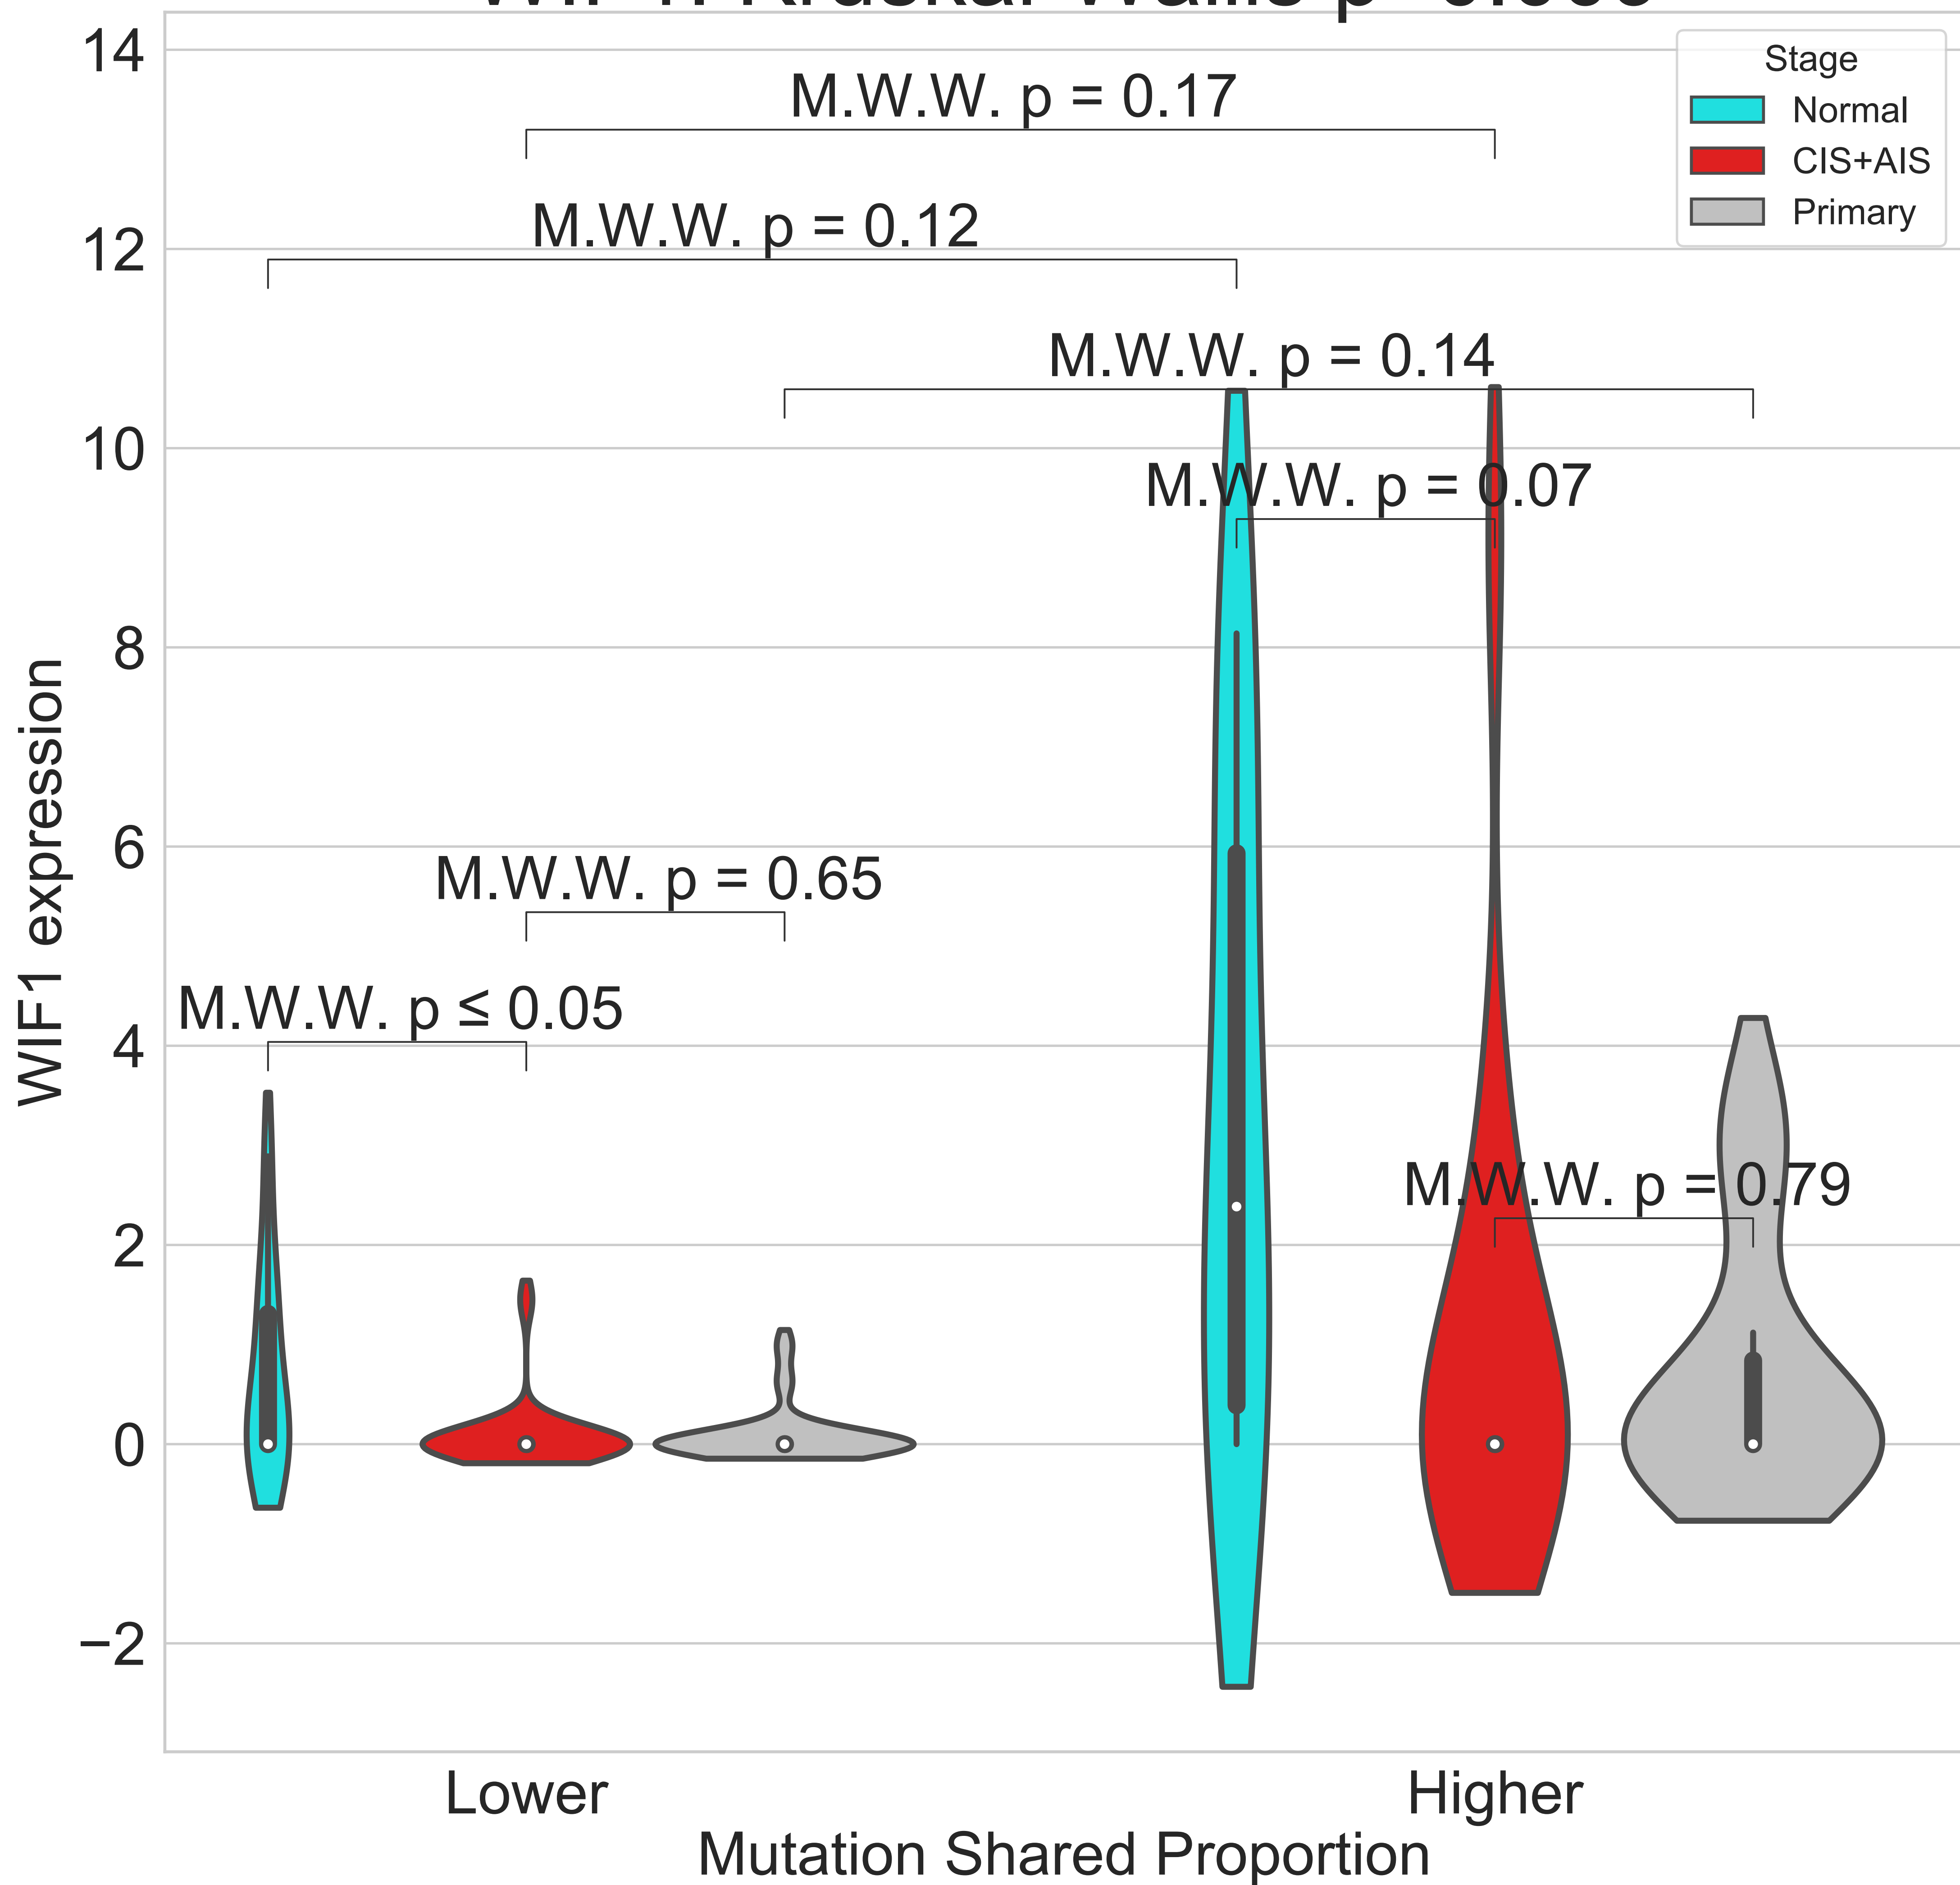 14
12
10
8
6
4
2
0
−2
WIF1 expression
M.W.W. p = 0.17
M.W.W. p = 0.12
M.W.W. p = 0.14
M.W.W. p = 0.07
M.W.W. p = 0.65
M.W.W. p ≤ 0.05
M.W.W. p = 0.79
Stage
Normal
CIS+AIS
Primary
Lower
Higher
Mutation Shared Proportion